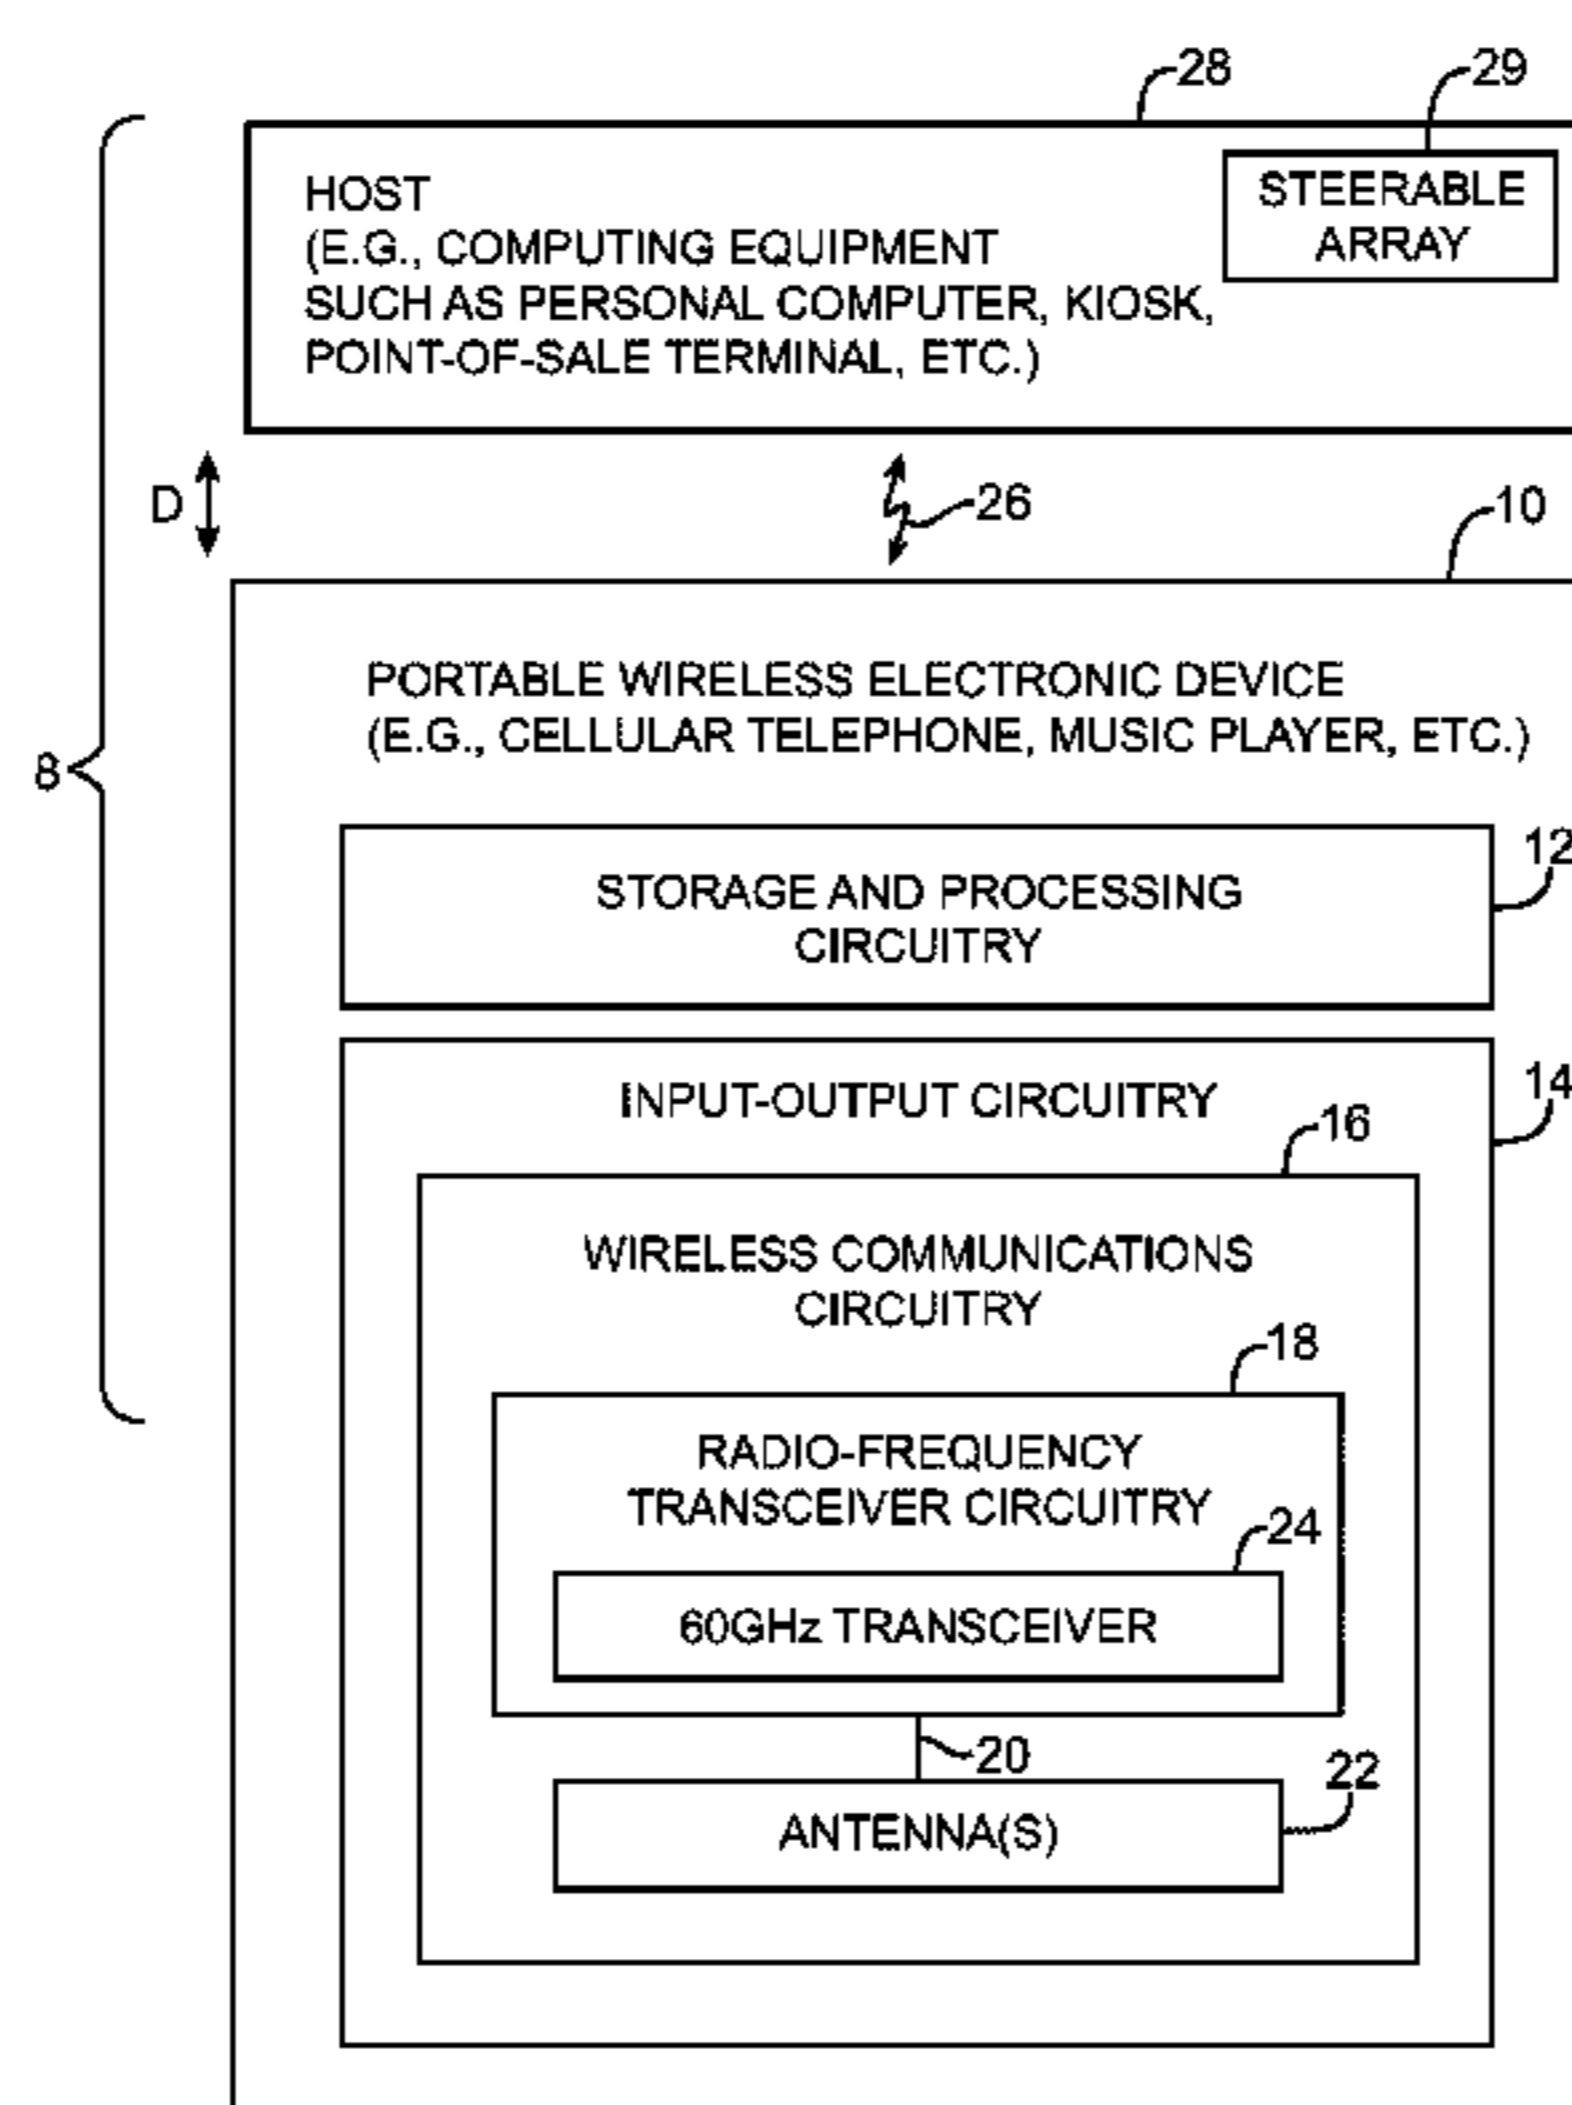 28
29
HOST
(E.G., COMPUTING EQUIPMENT
SUCH AS PERSONAL COMPUTER, KIOSK,
POINT-OF-SALE TERMINAL, ETC.)
STEERABLE
ARRAY
D
26
10
PORTABLE WIRELESS ELECTRONIC DEVICE
(E.G., CELLULAR TELEPHONE, MUSIC PLAYER, ETC.)
8
12
STORAGE AND PROCESSING
CIRCUITRY
14
INPUT-OUTPUT CIRCUITRY
16
WIRELESS COMMUNICATIONS
CIRCUITRY
18
RADIO-FREQUENCY
TRANSCEIVER CIRCUITRY
24
60GHz TRANSCEIVER
20
22
ANTENNA(S)